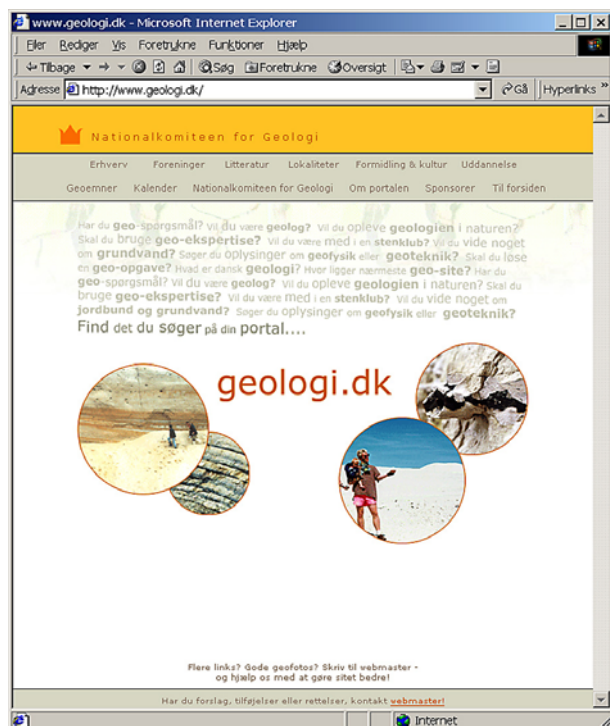 www.geologi.dk - Microsoft Internet Explorer
Filer Rediger Vis Foretrukne Funktioner Hjælp
Tilbage Søg Foretrukne Oversigt
Adresse http://www.geologi.dk/ Gå Hyperlinks »
Nationalkomiteen for Geologi
Erhverv Foreninger Litteratur Lokaliteter Formidling & kultur Uddannelse
Geoemner Kalender Nationalkomiteen for Geologi Om portalen Sponsorer Til forsiden
Har du geo-spørgsmål? Vil du være geolog? Vil du opleve geologien i naturen?
Skal du bruge geo-ekspertise? Vil du være med i en stenklub? Vil du vide noget
om grundvand? Søger du oplysinger om geofysik eller geoteknik? Skal du løse
en geo-opgave? Hvad er dansk geologi? Hvor ligger nærmeste geo-site? Har du
geo-spørgsmål? Vil du være geolog? Vil du opleve geologien i naturen? Skal du
bruge geo-ekspertise? Vil du være med i en stenklub? Vil du vide noget om
jordbund og grundvand? Søger du oplysinger om geofysik eller geoteknik?
Find det du søger på din portal....
geologi.dk
Flere links? Gode geofotos? Skriv til webmaster -
og hjælp os med at gøre sitet bedre!
Har du forslag, tilføjelser eller rettelser, kontakt webmaster!
Internet